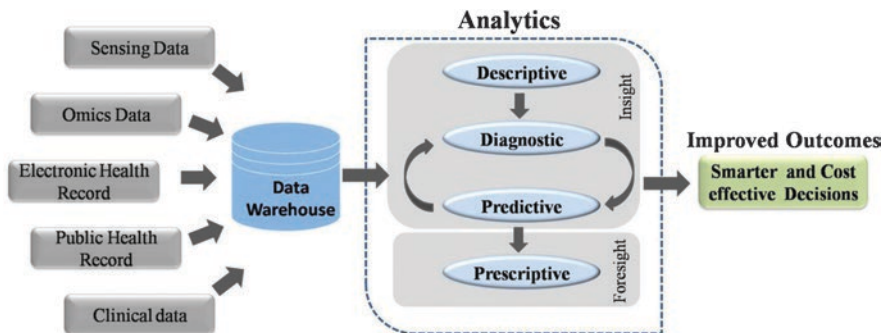 Analytics
Sensing Data
Omics Data
Electronic Health
Record
Public Health
Record
Clinical data
Data
Warehouse
Descriptive
Diagnostic
Predictive
Insight
Prescriptive
Foresight
Improved Outcomes
Smarter and Cost
effective Decisions